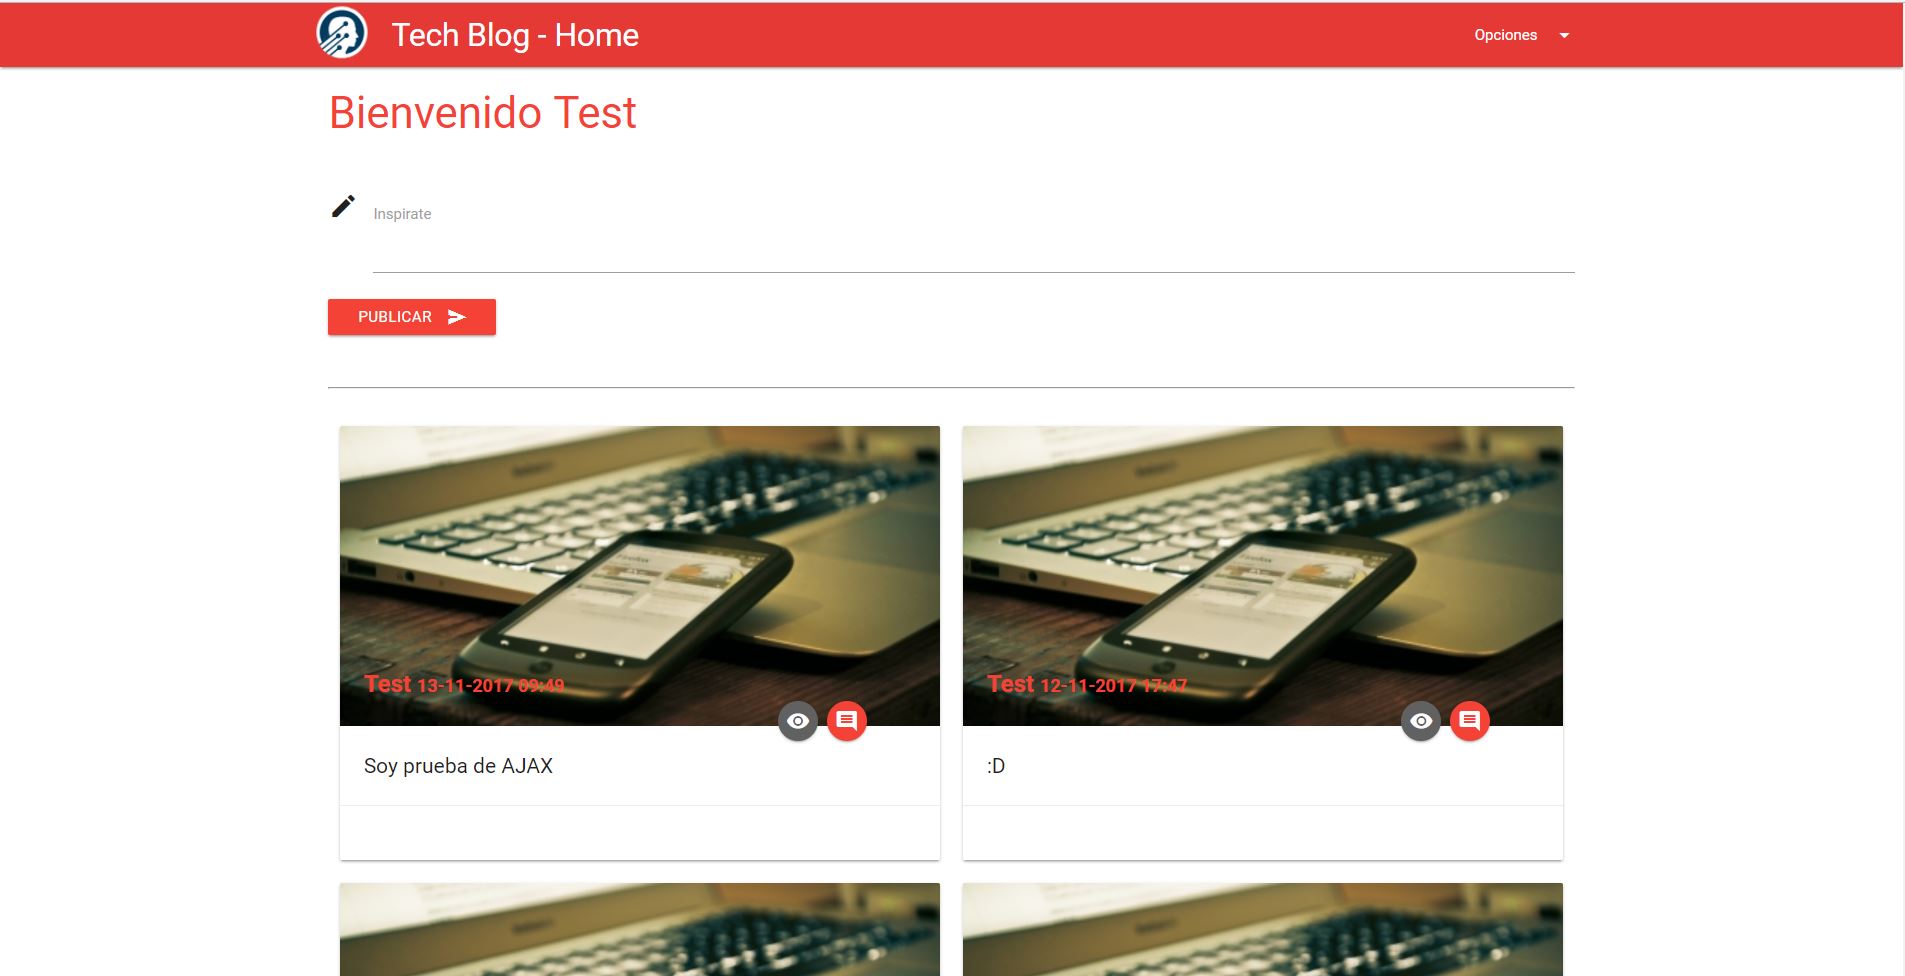 Tech Blog - Home
Opciones
Bienvenido Test
Inspirate
PUBLICAR
Test 13-11-2017 09:49
Test 12-11-2017 17:47
Soy prueba de AJAX
:D